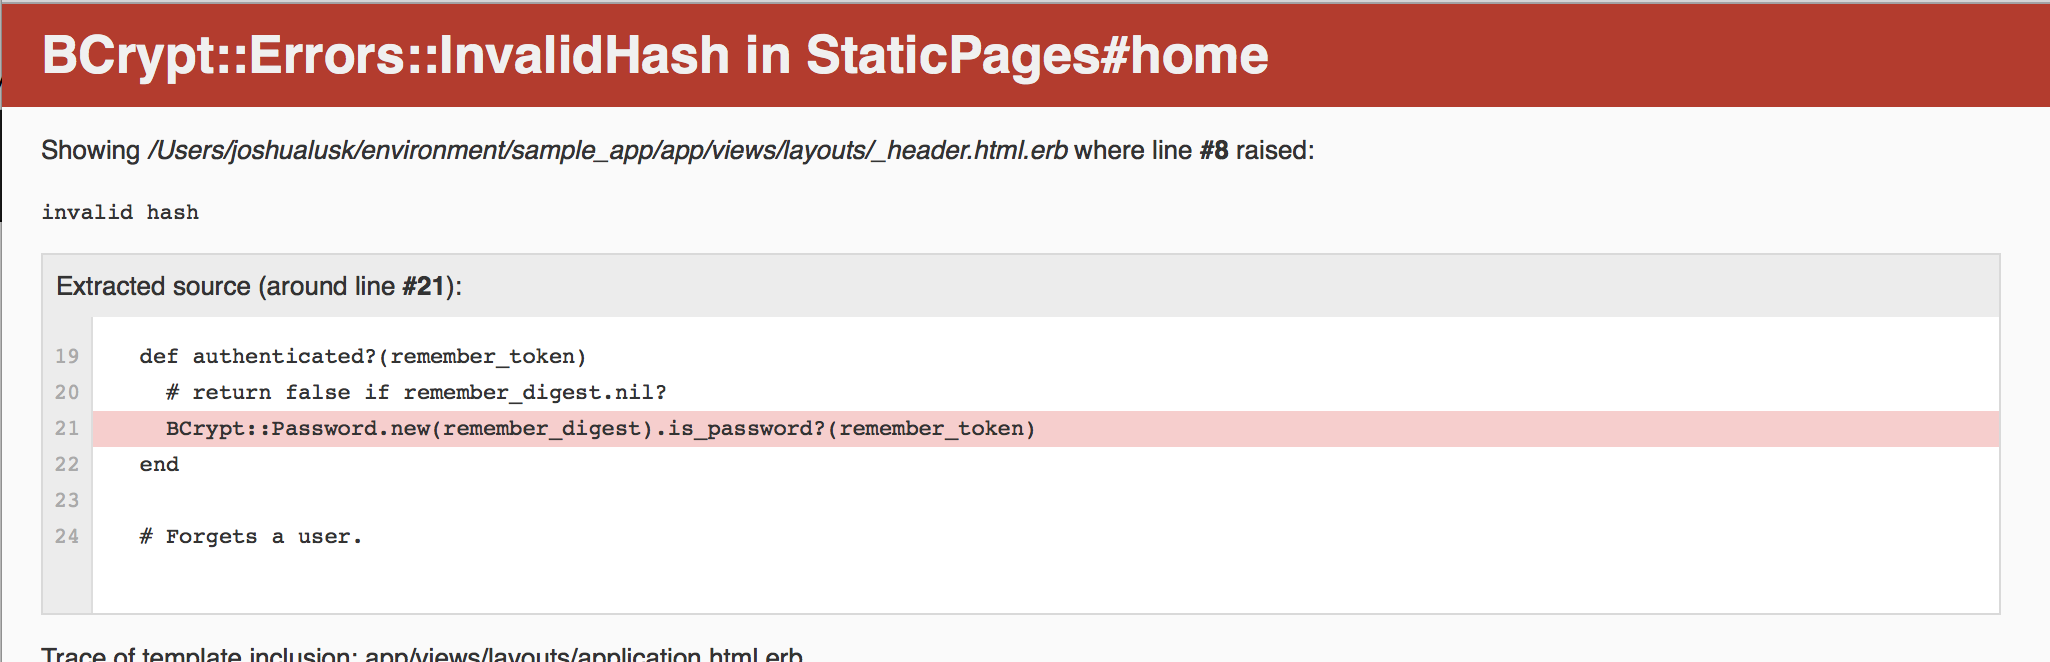 BCrypt::Errors::InvalidHash in StaticPages#home
Showing /Users/joshualusk/environment/sample_app/app/views/layouts/_header.html.erb where line #8 raised:
invalid hash
Extracted source (around line #21):
19 def authenticated?(remember_token)
20 # return false if remember_digest.nil?
21 BCrypt::Password.new(remember_digest).is_password?(remember_token)
22 end
23
24 # Forgets a user.
Trace of template inclusion: app/views/layouts/application.html.erb